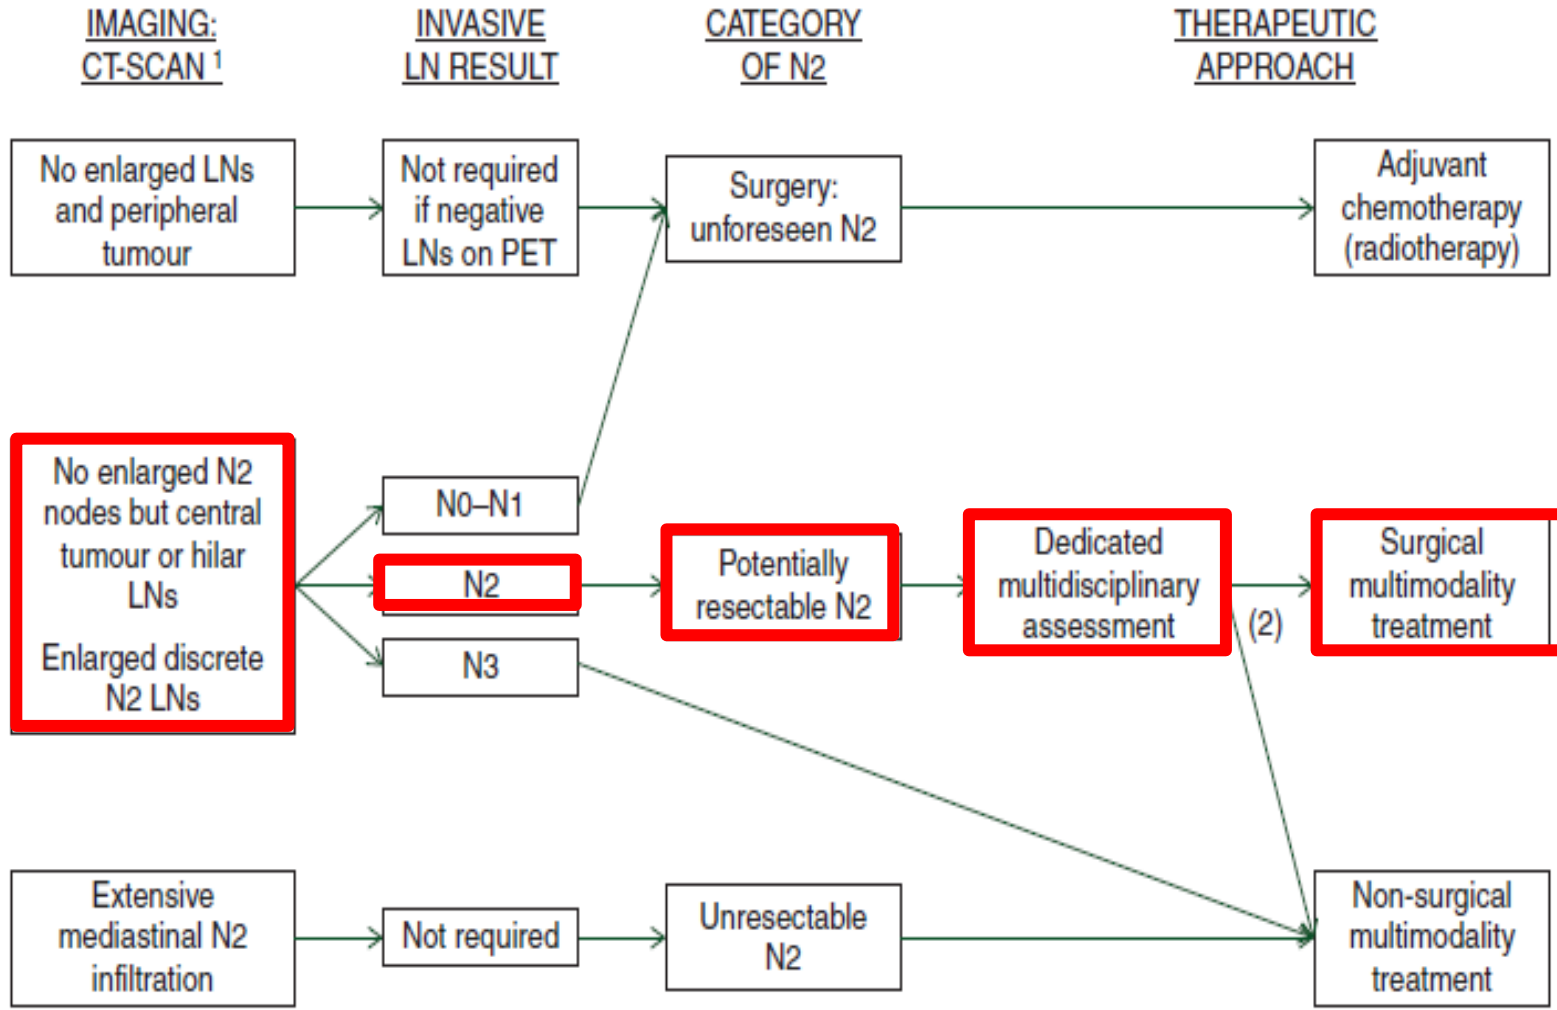 IMAGING:
CT-SCAN 1
INVASIVE
LN RESULT
CATEGORY
OF N2
THERAPEUTIC
APPROACH
No enlarged LNs
and peripheral
tumour
Not required
if negative
LNs on PET
Surgery:
unforeseen N2
Adjuvant
chemotherapy
(radiotherapy)
No enlarged N2
nodes but central
tumour or hilar
LNs
Enlarged discrete
N2 LNs
N0–N1
N2
N3
Potentially
resectable N2
Dedicated
multidisciplinary
assessment
(2)
Surgical
multimodality
treatment
Extensive
mediastinal N2
infiltration
Not required
Unresectable
N2
Non-surgical
multimodality
treatment